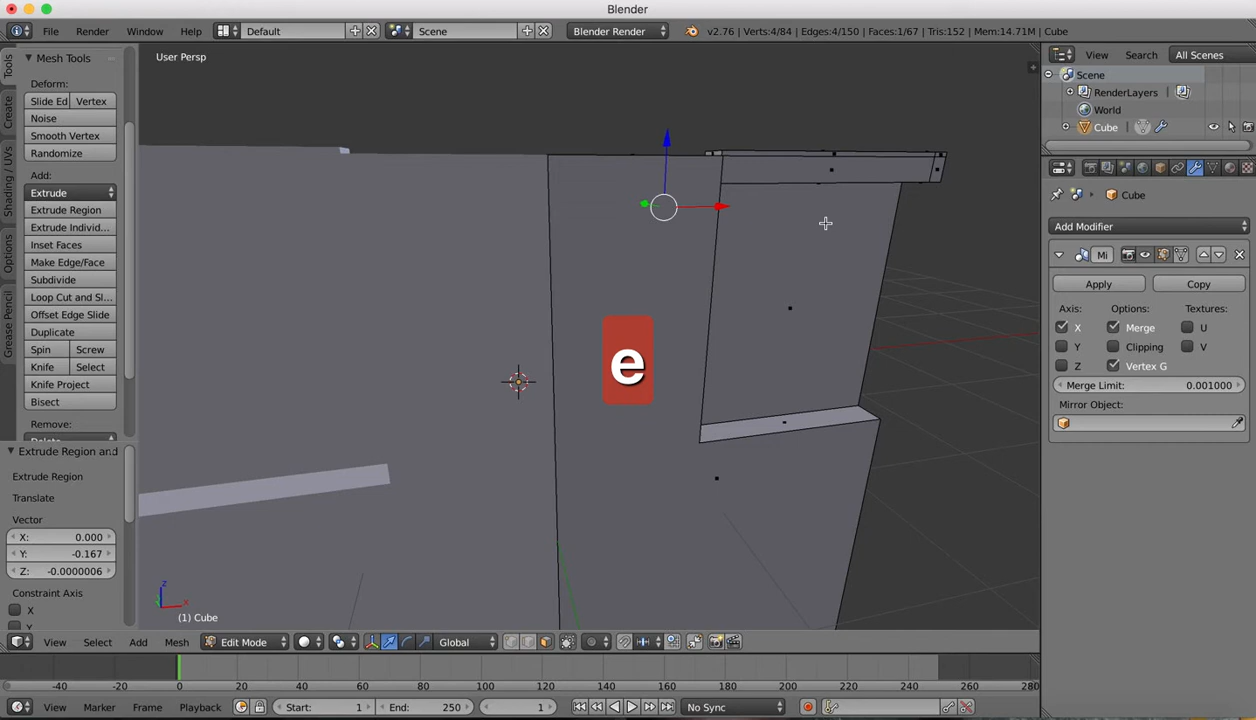 Blender
File Render Window Help Default Scene Blender Render v2.76 | Verts:4/84 | Edges:4/150 | Faces:1/67 | Tris:152 | Mem:14.71M | Cube
Tools
Create
Shading / UVs
Options
Grease Pencil
Mesh Tools
Deform:
Slide Ed Vertex
Noise
Smooth Vertex
Randomize
Add:
Extrude
Extrude Region
Extrude Individ...
Inset Faces
Make Edge/Face
Subdivide
Loop Cut and Sl...
Offset Edge Slide
Duplicate
Spin Screw
Knife Select
Knife Project
Bisect
Remove:
Extrude Region and
Extrude Region
Translate
Vector
X: 0.000
Y: -0.167
Z: -0.0000006
Constraint Axis
X
User Persp
e
z
x
(1) Cube
View Search All Scenes
Scene
RenderLayers
World
Cube
Cube
Add Modifier
Mi
Apply Copy
Axis: Options: Textures:
X Merge U
Y Clipping V
Z Vertex G
Merge Limit: 0.001000
Mirror Object:
View Select Add Mesh Edit Mode Global
-40 -20 0 20 40 60 80 100 120 140 160 180 200 220 240 260 280
View Marker Frame Playback Start: 1 End: 250 1 No Sync